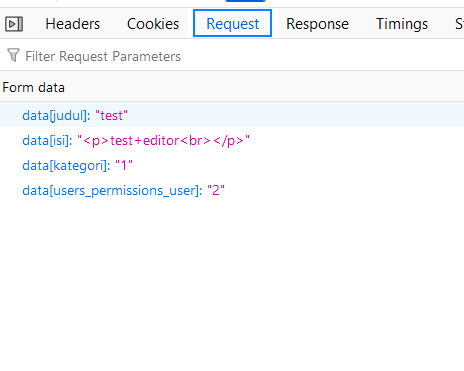 Headers Cookies Request Response Timings
Filter Request Parameters
Form data
data[judul]: "test"
data[isi]: "<p>test+editor<br></p>"
data[kategori]: "1"
data[users_permissions_user]: "2"